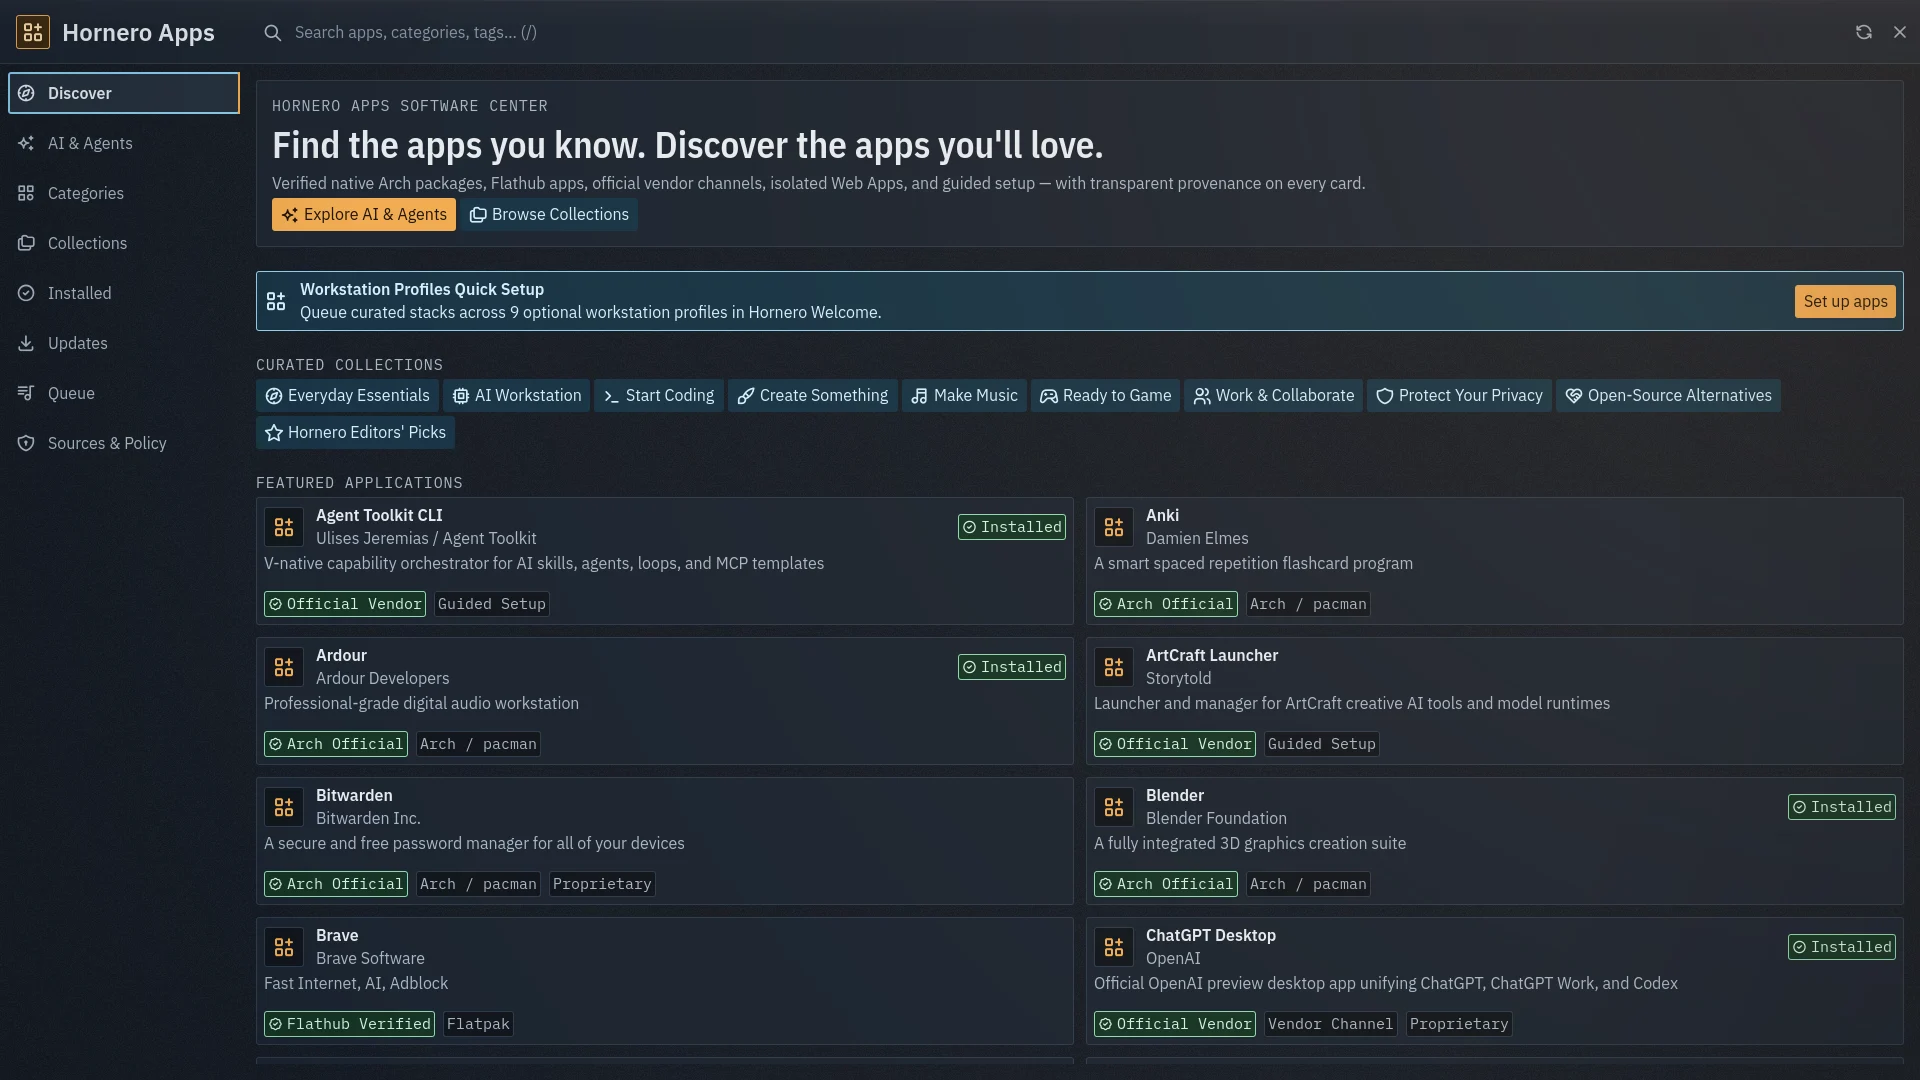 Hornero Apps
Search apps, categories, tags... (/)
Discover
AI & Agents
Categories
Collections
Installed
Updates
Queue
Sources & Policy
HORNERO APPS SOFTWARE CENTER
Find the apps you know. Discover the apps you'll love.
Verified native Arch packages, Flathub apps, official vendor channels, isolated Web Apps, and guided setup — with transparent provenance on every card.
Explore AI & Agents Browse Collections
Workstation Profiles Quick Setup
Queue curated stacks across 9 optional workstation profiles in Hornero Welcome.
Set up apps
CURATED COLLECTIONS
Everyday Essentials AI Workstation Start Coding Create Something Make Music Ready to Game Work & Collaborate Protect Your Privacy Open-Source Alternatives
Hornero Editors' Picks
FEATURED APPLICATIONS
Agent Toolkit CLI
Ulises Jeremias / Agent Toolkit
Installed
V-native capability orchestrator for AI skills, agents, loops, and MCP templates
Official Vendor Guided Setup
Anki
Damien Elmes
A smart spaced repetition flashcard program
Arch Official Arch / pacman
Ardour
Ardour Developers
Installed
Professional-grade digital audio workstation
Arch Official Arch / pacman
ArtCraft Launcher
Storytold
Launcher and manager for ArtCraft creative AI tools and model runtimes
Official Vendor Guided Setup
Bitwarden
Bitwarden Inc.
A secure and free password manager for all of your devices
Arch Official Arch / pacman Proprietary
Blender
Blender Foundation
Installed
A fully integrated 3D graphics creation suite
Arch Official Arch / pacman
Brave
Brave Software
Fast Internet, AI, Adblock
Flathub Verified Flatpak
ChatGPT Desktop
OpenAI
Installed
Official OpenAI preview desktop app unifying ChatGPT, ChatGPT Work, and Codex
Official Vendor Vendor Channel Proprietary